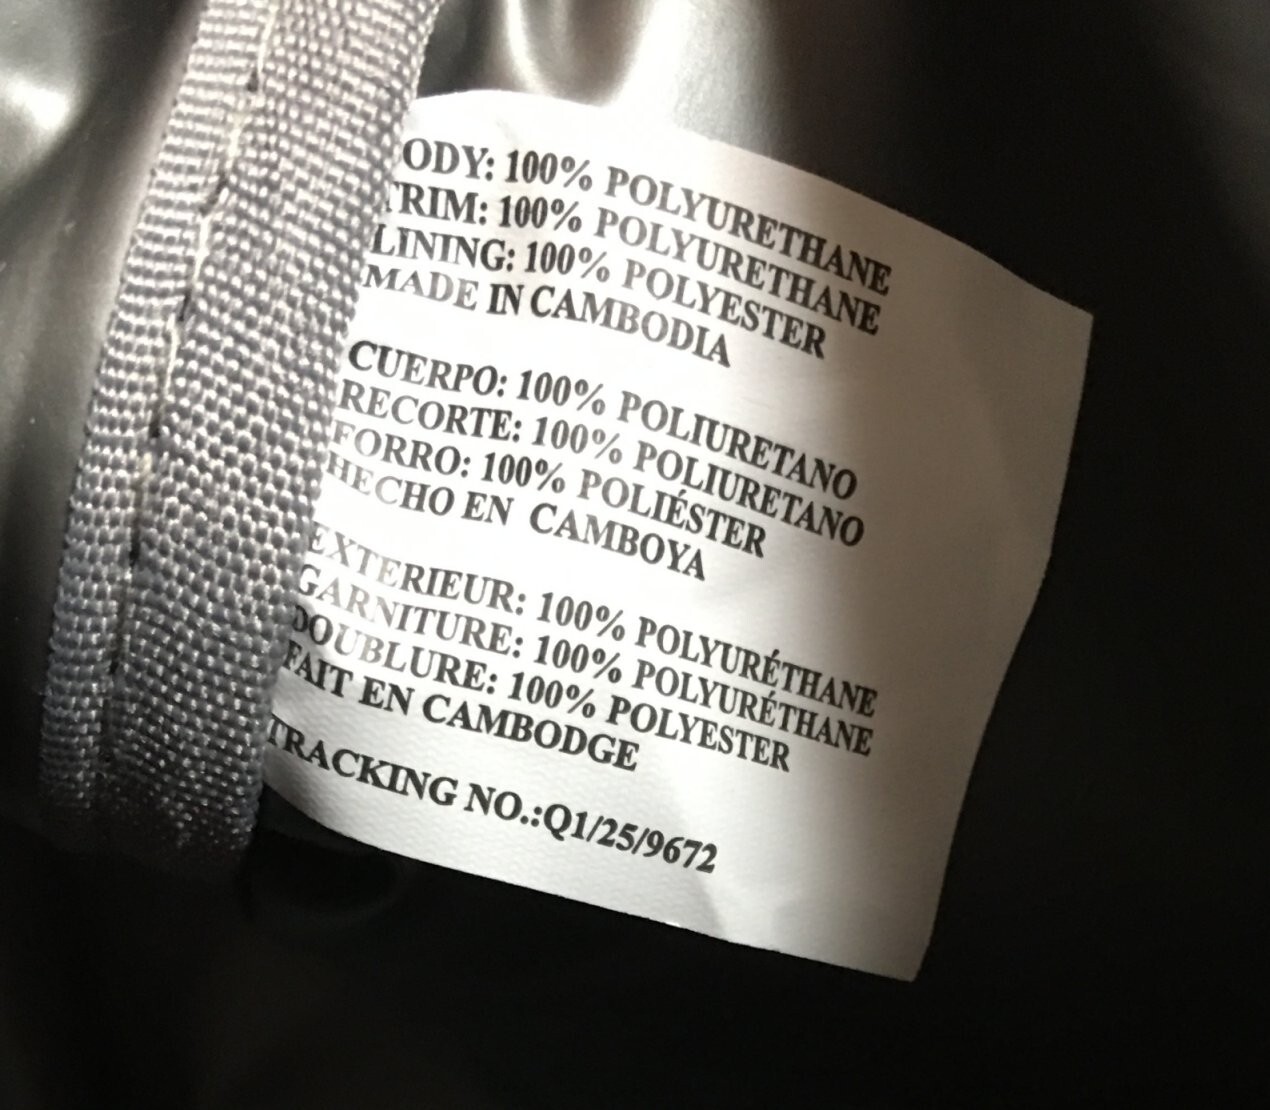 ODY: 100% POLYURETHANE
TRIM: 100% POLYURETHANE
LINING: 100% POLYESTER
MADE IN CAMBODIA
CUERPO: 100% POLIURETANO
RECORTE: 100% POLIURETANO
FORRO: 100% POLIÉSTER
HECHO EN CAMBOYA
EXTERIEUR: 100% POLYURÉTHANE
GARNITURE: 100% POLYURÉTHANE
DOUBLURE: 100% POLYESTER
FAIT EN CAMBODGE
TRACKING NO.:Q1/25/9672